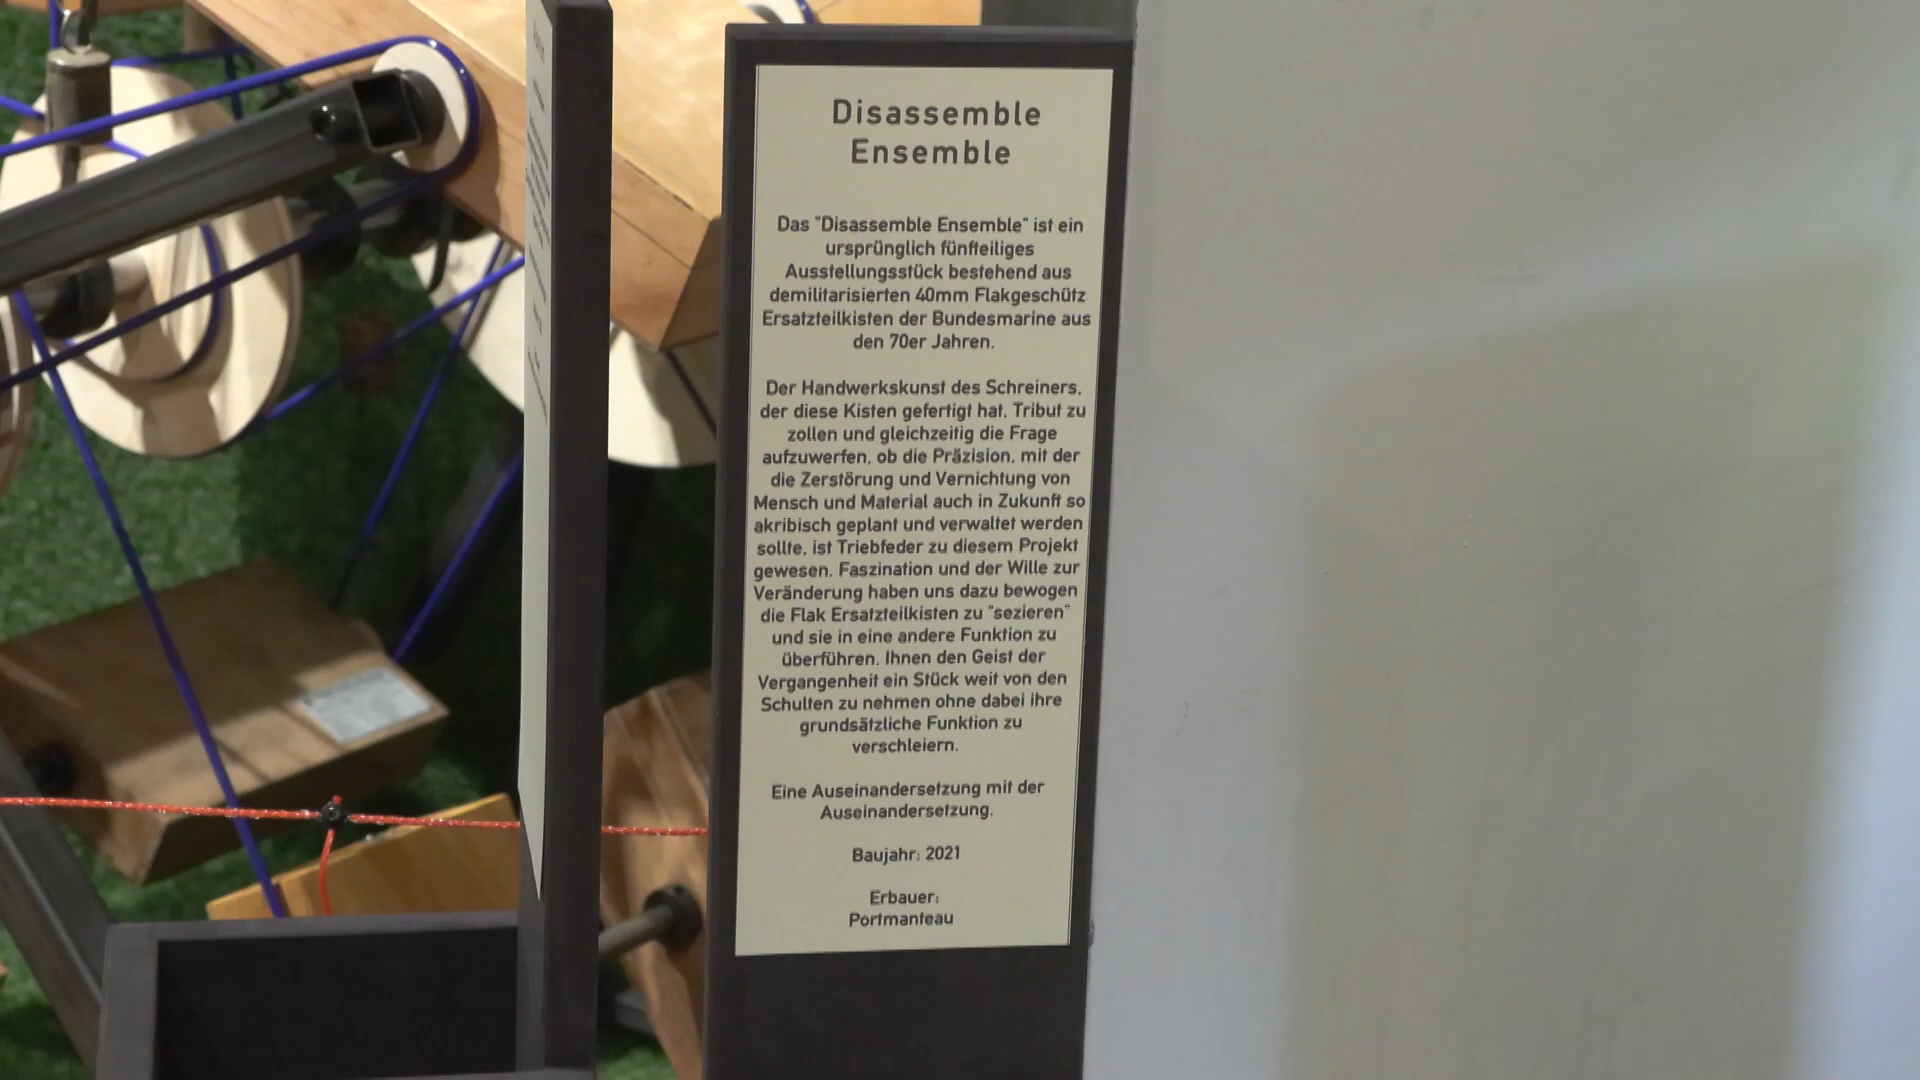 Disassemble
Ensemble
Das "Disassemble Ensemble" ist ein
ursprünglich fünfteiliges
Ausstellungsstück bestehend aus
demilitarisierten 40mm Flakgeschütz
Ersatzteilkisten der Bundesmarine aus
den 70er Jahren.
Der Handwerkskunst des Schreiners,
der diese Kisten gefertigt hat, Tribut zu
zollen und gleichzeitig die Frage
aufzuwerfen, ob die Präzision, mit der
die Zerstörung und Vernichtung von
Mensch und Material auch in Zukunft so
akribisch geplant und verwaltet werden
sollte, ist Triebfeder zu diesem Projekt
gewesen. Faszination und der Wille zur
Veränderung haben uns dazu bewogen
die Flak Ersatzteilkisten zu "sezieren"
und sie in eine andere Funktion zu
überführen. Ihnen den Geist der
Vergangenheit ein Stück weit von den
Schulten zu nehmen ohne dabei ihre
grundsätzliche Funktion zu
verschleiern.
Eine Auseinandersetzung mit der
Auseinandersetzung.
Baujahr: 2021
Erbauer:
Portmanteau